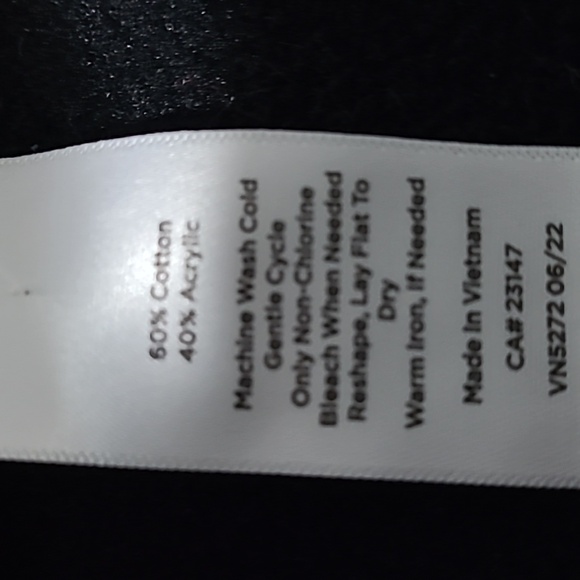 60% Cotton
40% Acrylic
Machine Wash Cold
Gentle Cycle
Only Non-Chlorine
Bleach When Needed
Reshape, Lay Flat To
Dry
Warm Iron, If Needed
Made In Vietnam
CA# 23147
VN5272 06/22